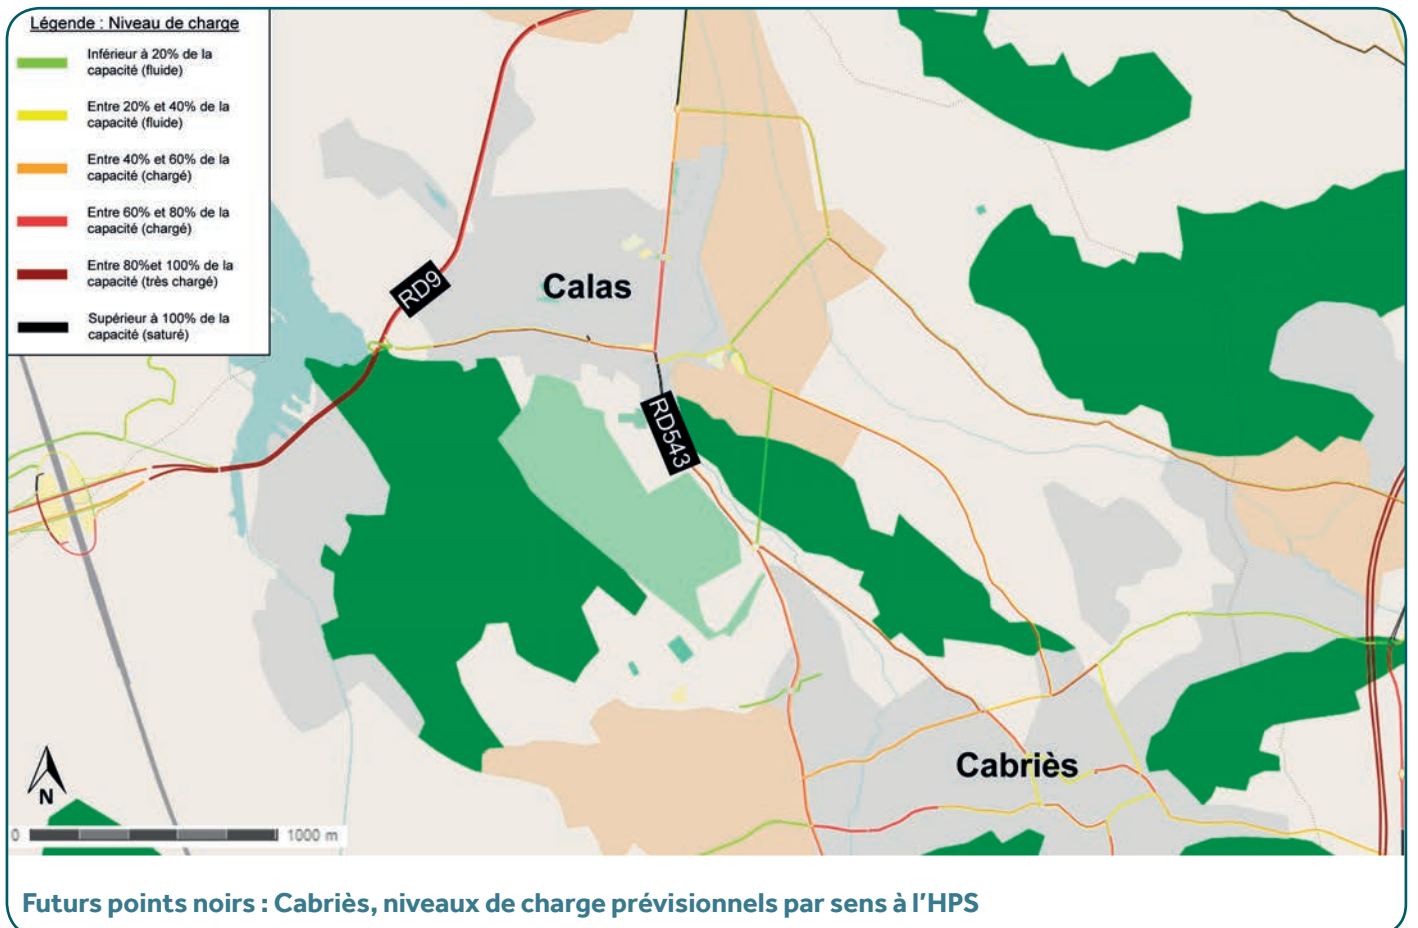 Légende : Niveau de charge
Inférieur à 20% de la
capacité (fluide)
Entre 20% et 40% de la
capacité (fluide)
Entre 40% et 60% de la
capacité (chargé)
Entre 60% et 80% de la
capacité (chargé)
Entre 80%et 100% de la
capacité (très chargé)
Supérieur à 100% de la
capacité (saturé)
RD9
Calas
RD543
Cabriès
N
0
1000 m
Futurs points noirs : Cabriès, niveaux de charge prévisionnels par sens à l’HPS